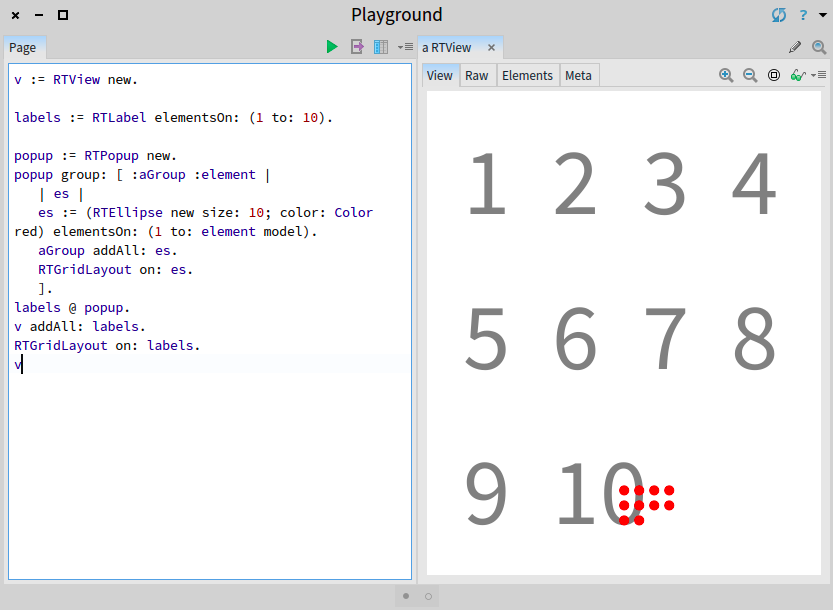 Playground
?
Page
a RTView ×
View Raw Elements Meta
v := RTView new.
labels := RTLabel elementsOn: (1 to: 10).
popup := RTPopup new.
popup group: [ :aGroup :element |
| es |
es := (RTEllipse new size: 10; color: Color
red) elementsOn: (1 to: element model).
aGroup addAll: es.
RTGridLayout on: es.
].
labels @ popup.
v addAll: labels.
RTGridLayout on: labels.
v
1 2 3 4
5 6 7 8
9 10